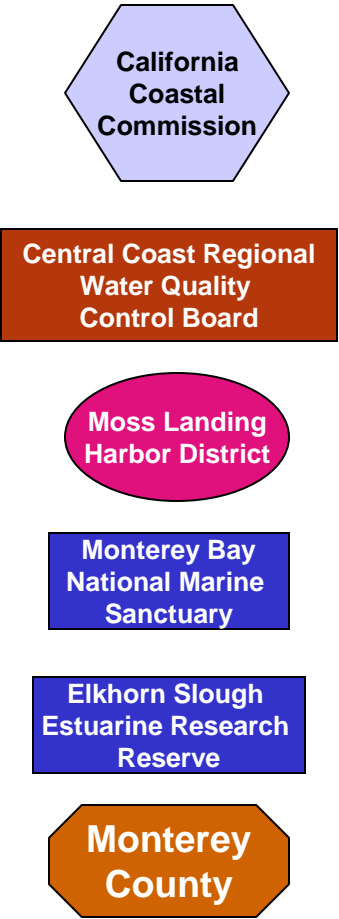 California
Coastal
Commission
Central Coast Regional
Water Quality
Control Board
Moss Landing
Harbor District
Monterey Bay
National Marine
Sanctuary
Elkhorn Slough
Estuarine Research
Reserve
Monterey
County